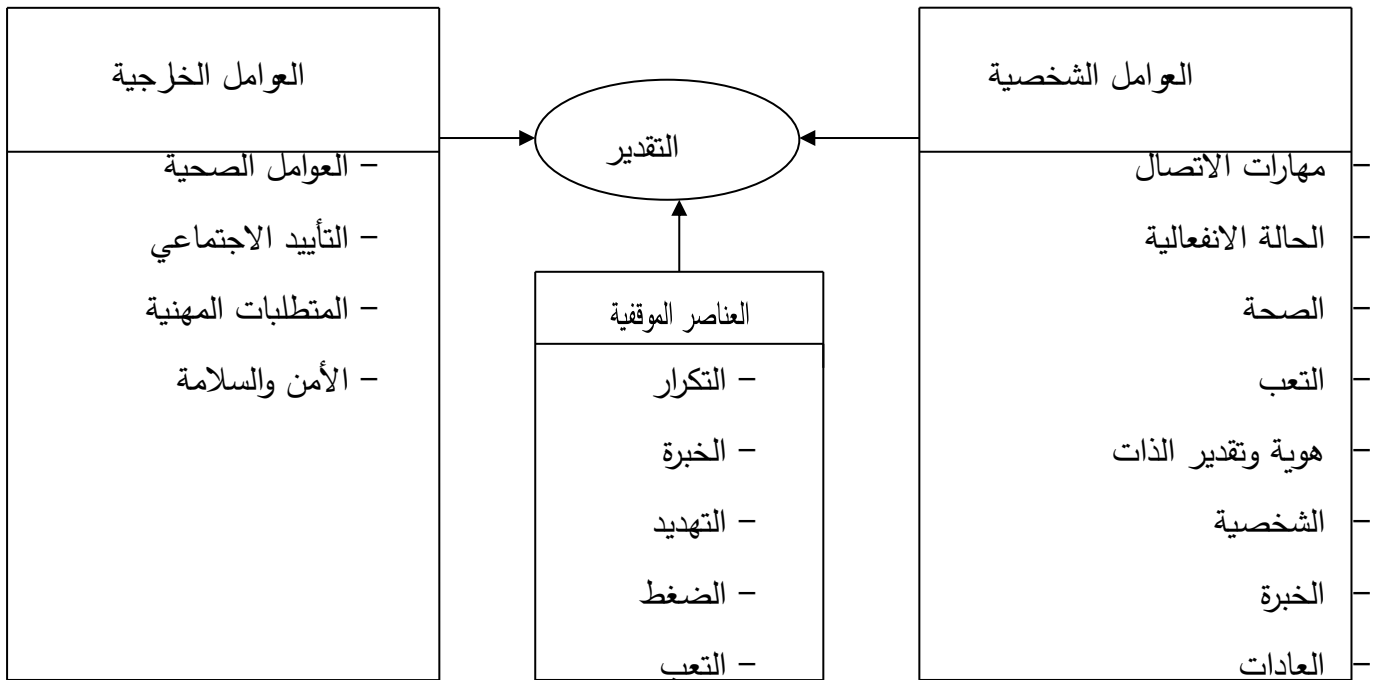 العوامل الشخصية
– مهارات الاتصال
– الحالة الانفعالية
– الصحة
– التعب
– هوية وتقدير الذات
– الشخصية
– الخبرة
– العادات
التقدير
العناصر الموقفية
– التكرار
– الخبرة
– التهديد
– الضغط
– التعب
العوامل الخارجية
– العوامل الصحية
– التأييد الاجتماعي
– المتطلبات المهنية
– الأمن والسلامة